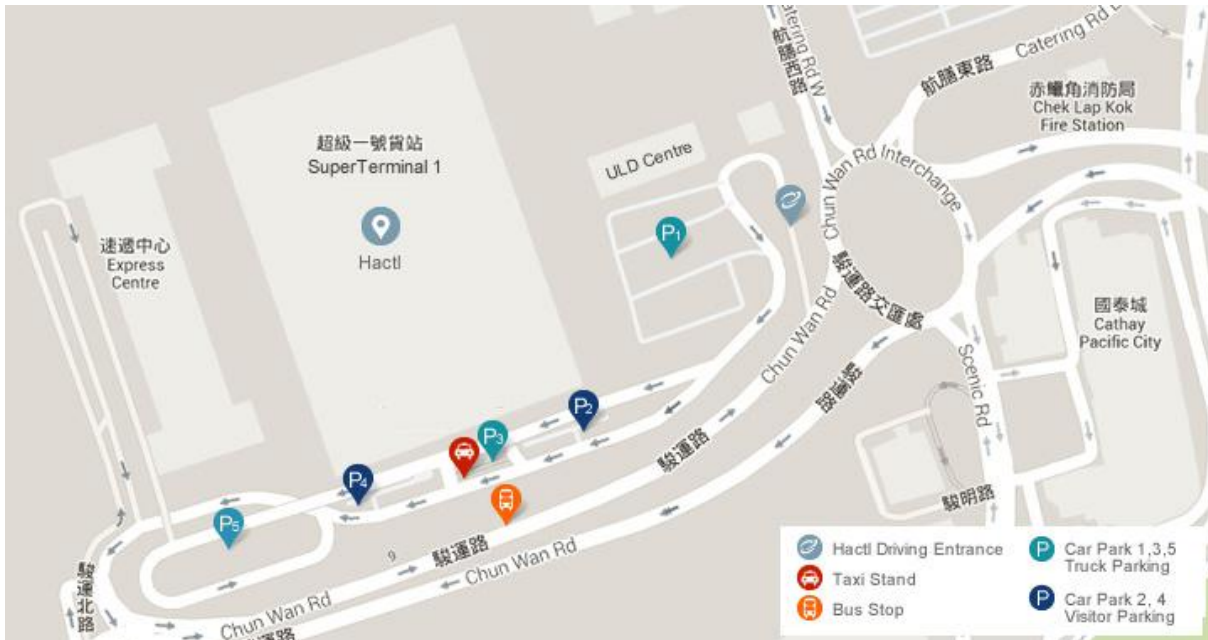 Catering Rd W
航膳西路
Catering Rd E
航膳東路
赤鱲角消防局
Chek Lap Kok
Fire Station
超級一號貨站
SuperTerminal 1
Hactl
ULD Centre
P1
Chun Wan Rd Interchange
駿運路交匯處
速遞中心
Express
Centre
國泰城
Cathay
Pacific City
Chun Wan Rd
Scenic Rd
駿運路
P2
P3
P4
P5
駿運路
駿明路
9
駿運路
Chun Wan Rd
駿運北路
Chun Wan Rd
駿運路
Hactl Driving Entrance
Taxi Stand
Bus Stop
P
Car Park 1,3,5
Truck Parking
P
Car Park 2, 4
Visitor Parking